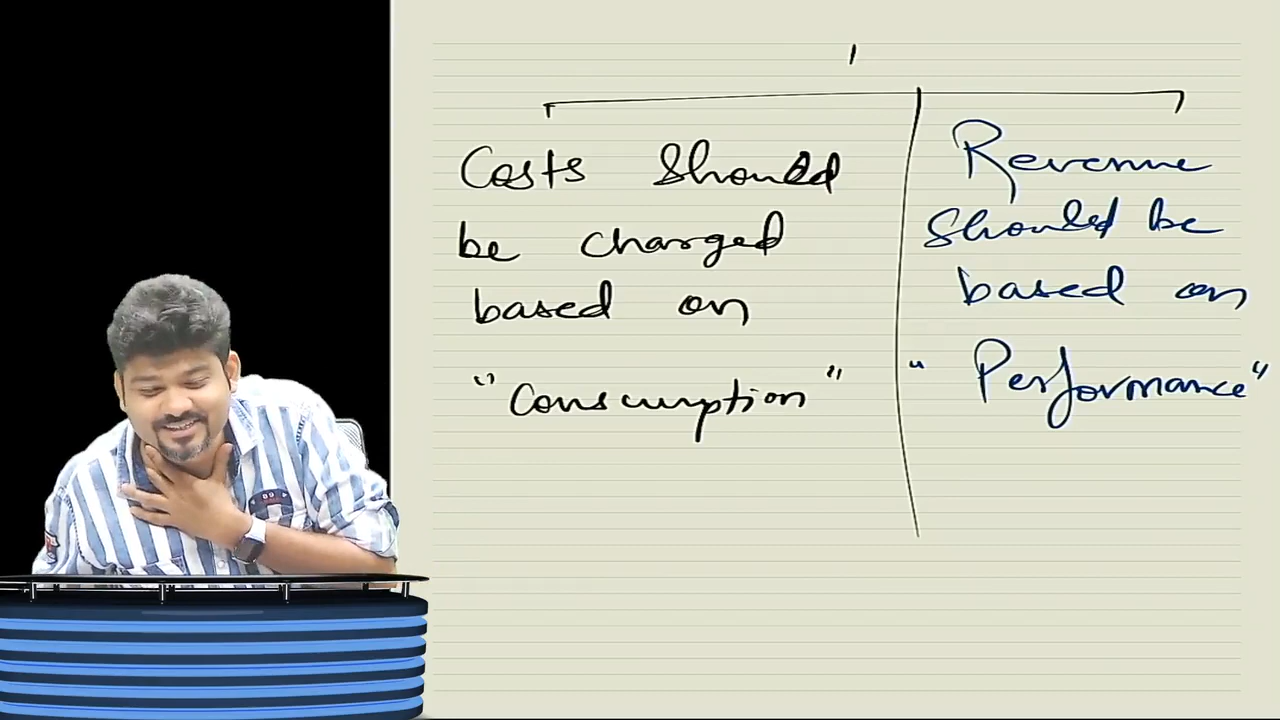 Costs should
be charged
based on
"Consumption"
Revenue
should be
based on
"Performance"